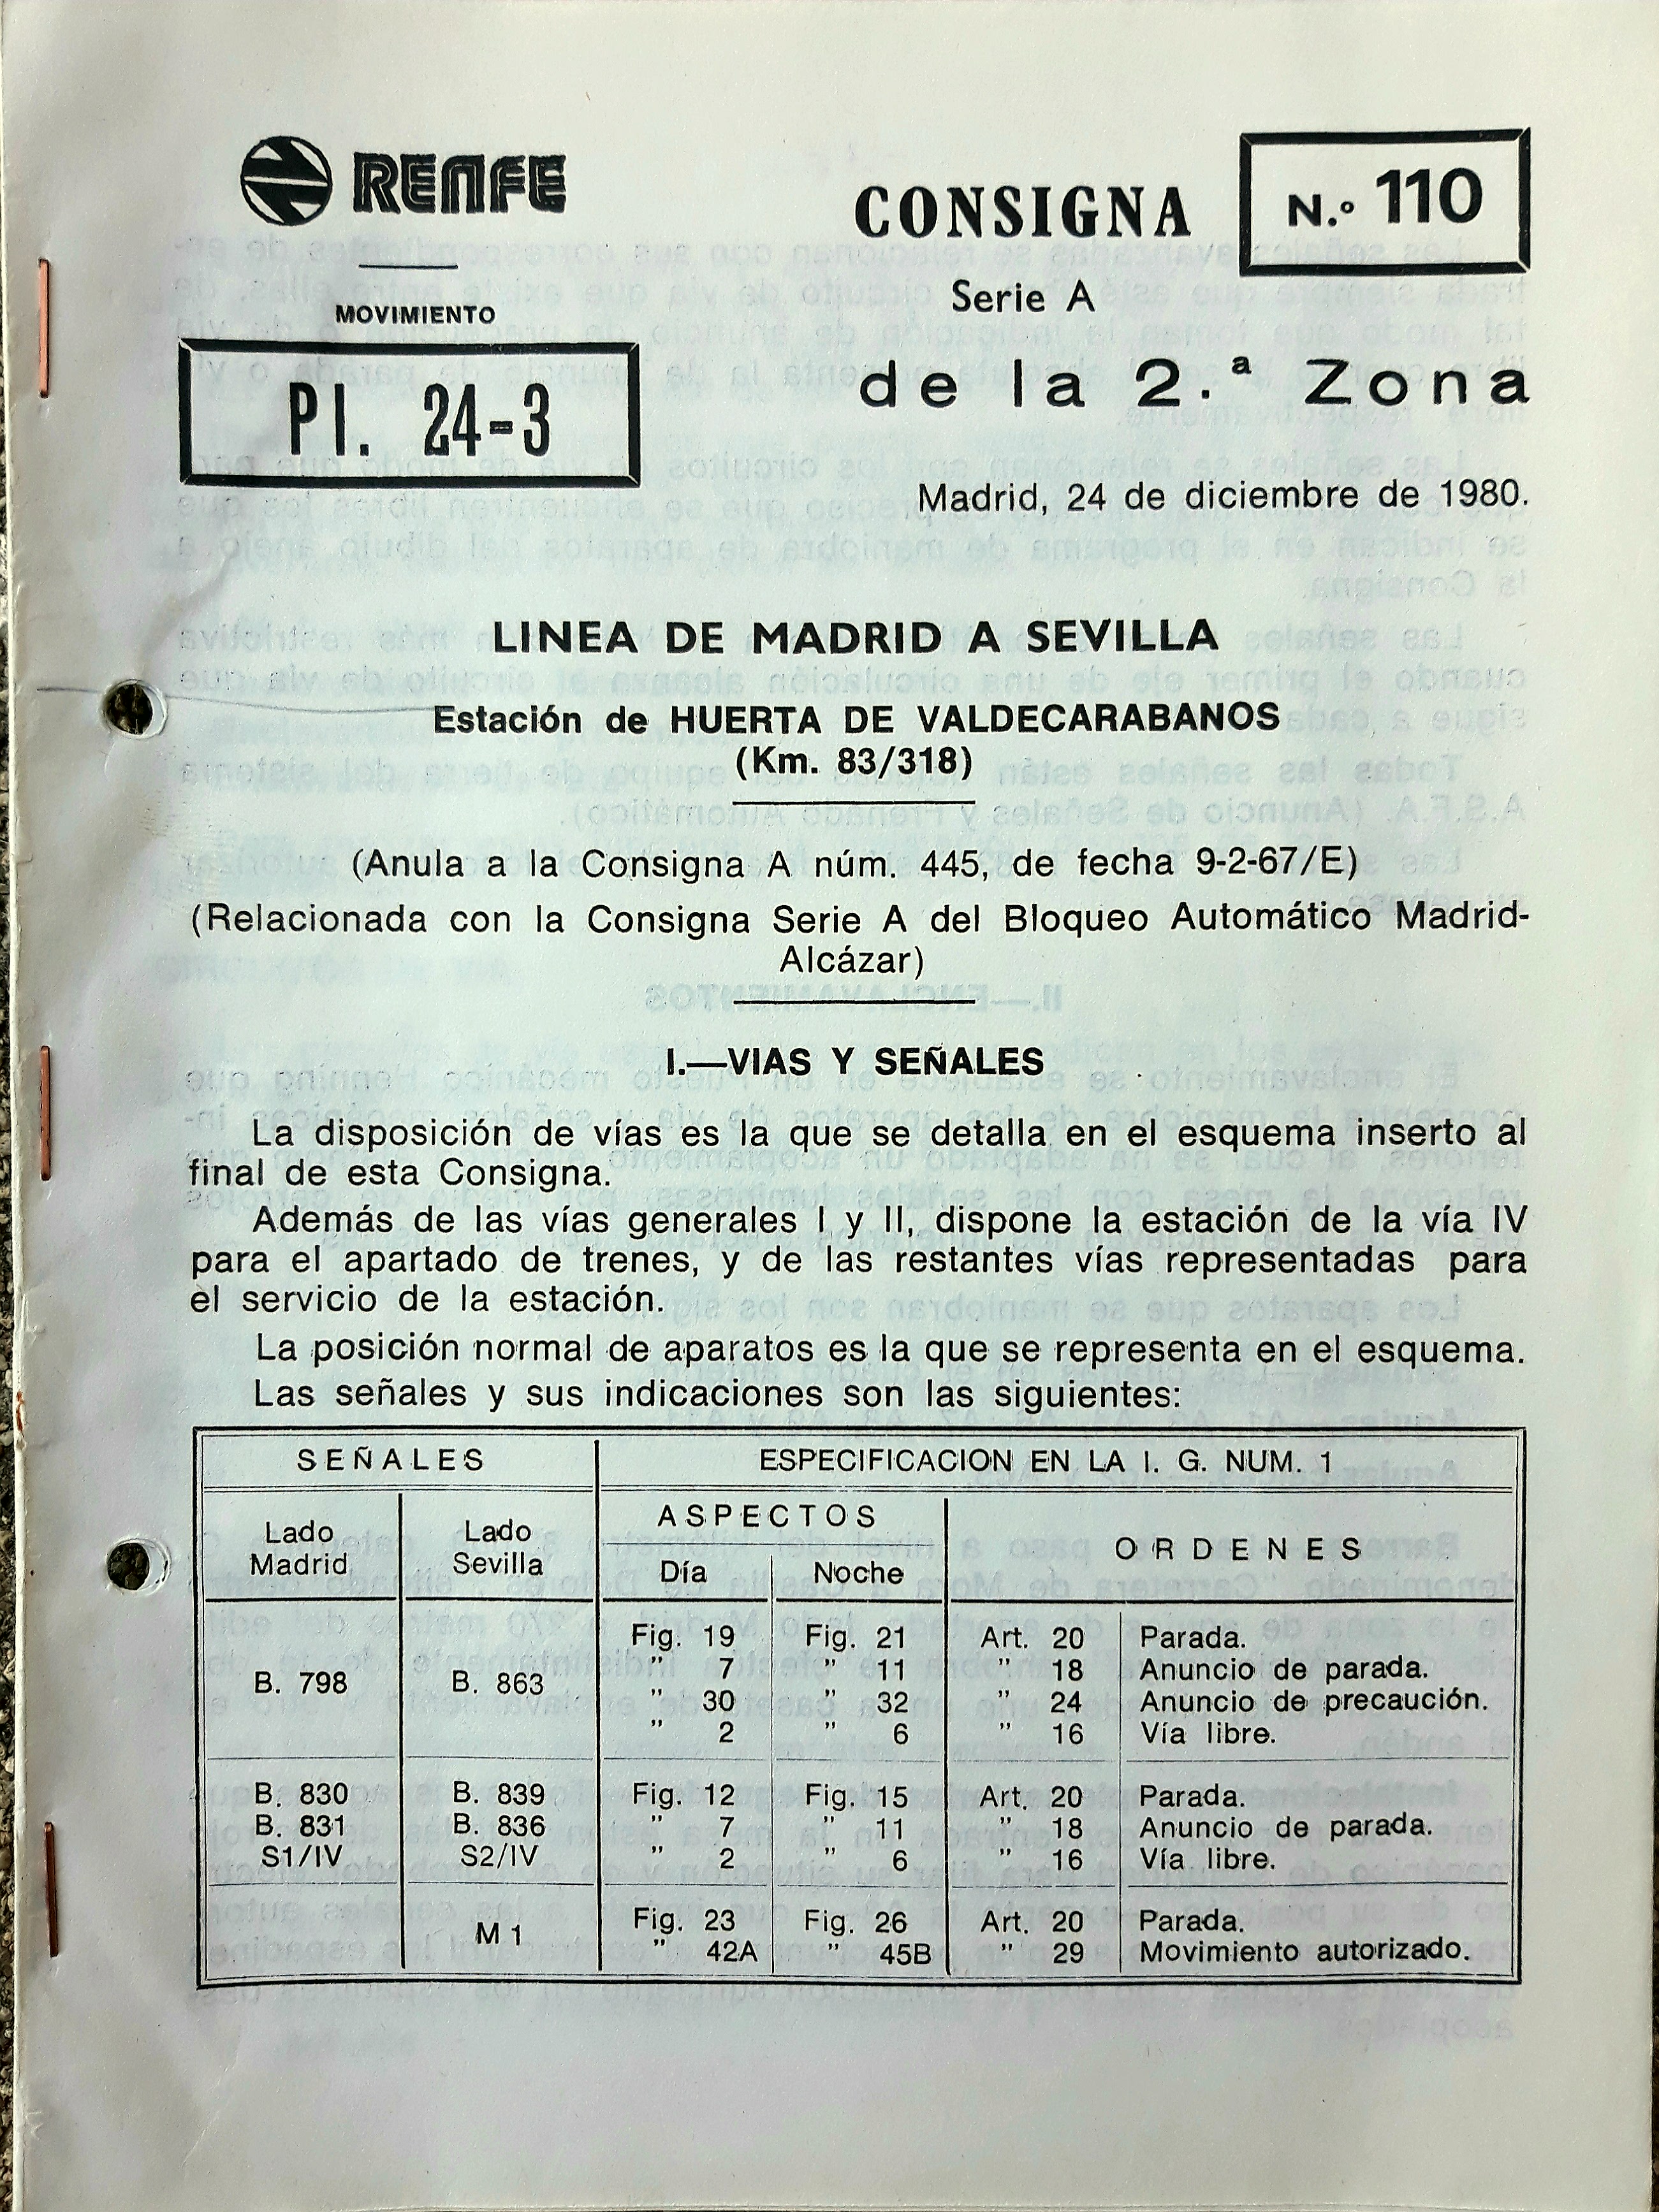 RENFE
CONSIGNA
N.º 110
Serie A
MOVIMIENTO
PI. 24-3
de la 2.ª Zona
Madrid, 24 de diciembre de 1980.
LINEA DE MADRID A SEVILLA
Estación de HUERTA DE VALDECARABANOS
(Km. 83/318)
(Anula a la Consigna A núm. 445, de fecha 9-2-67/E)
(Relacionada con la Consigna Serie A del Bloqueo Automático Madrid-
Alcázar)
I.—VIAS Y SEÑALES
La disposición de vías es la que se detalla en el esquema inserto al
final de esta Consigna.
Además de las vías generales I y II, dispone la estación de la vía IV
para el apartado de trenes, y de las restantes vías representadas para
el servicio de la estación.
La posición normal de aparatos es la que se representa en el esquema.
Las señales y sus indicaciones son las siguientes:
SEÑALES ESPECIFICACION EN LA I. G. NUM. 1
Lado Madrid Lado Sevilla ASPECTOS ORDENES
Día Noche
B. 798 B. 863
Fig. 19 Fig. 21 Art. 20 Parada.
" 7 " 11 " 18 Anuncio de parada.
" 30 " 32 " 24 Anuncio de precaución.
" 2 " 6 " 16 Vía libre.
B. 830 B. 839 Fig. 12 Fig. 15 Art. 20 Parada.
B. 831 B. 836 " 7 " 11 " 18 Anuncio de parada.
S1/IV S2/IV " 2 " 6 " 16 Vía libre.
M 1
Fig. 23 Fig. 26 Art. 20 Parada.
" 42A " 45B " 29 Movimiento autorizado.